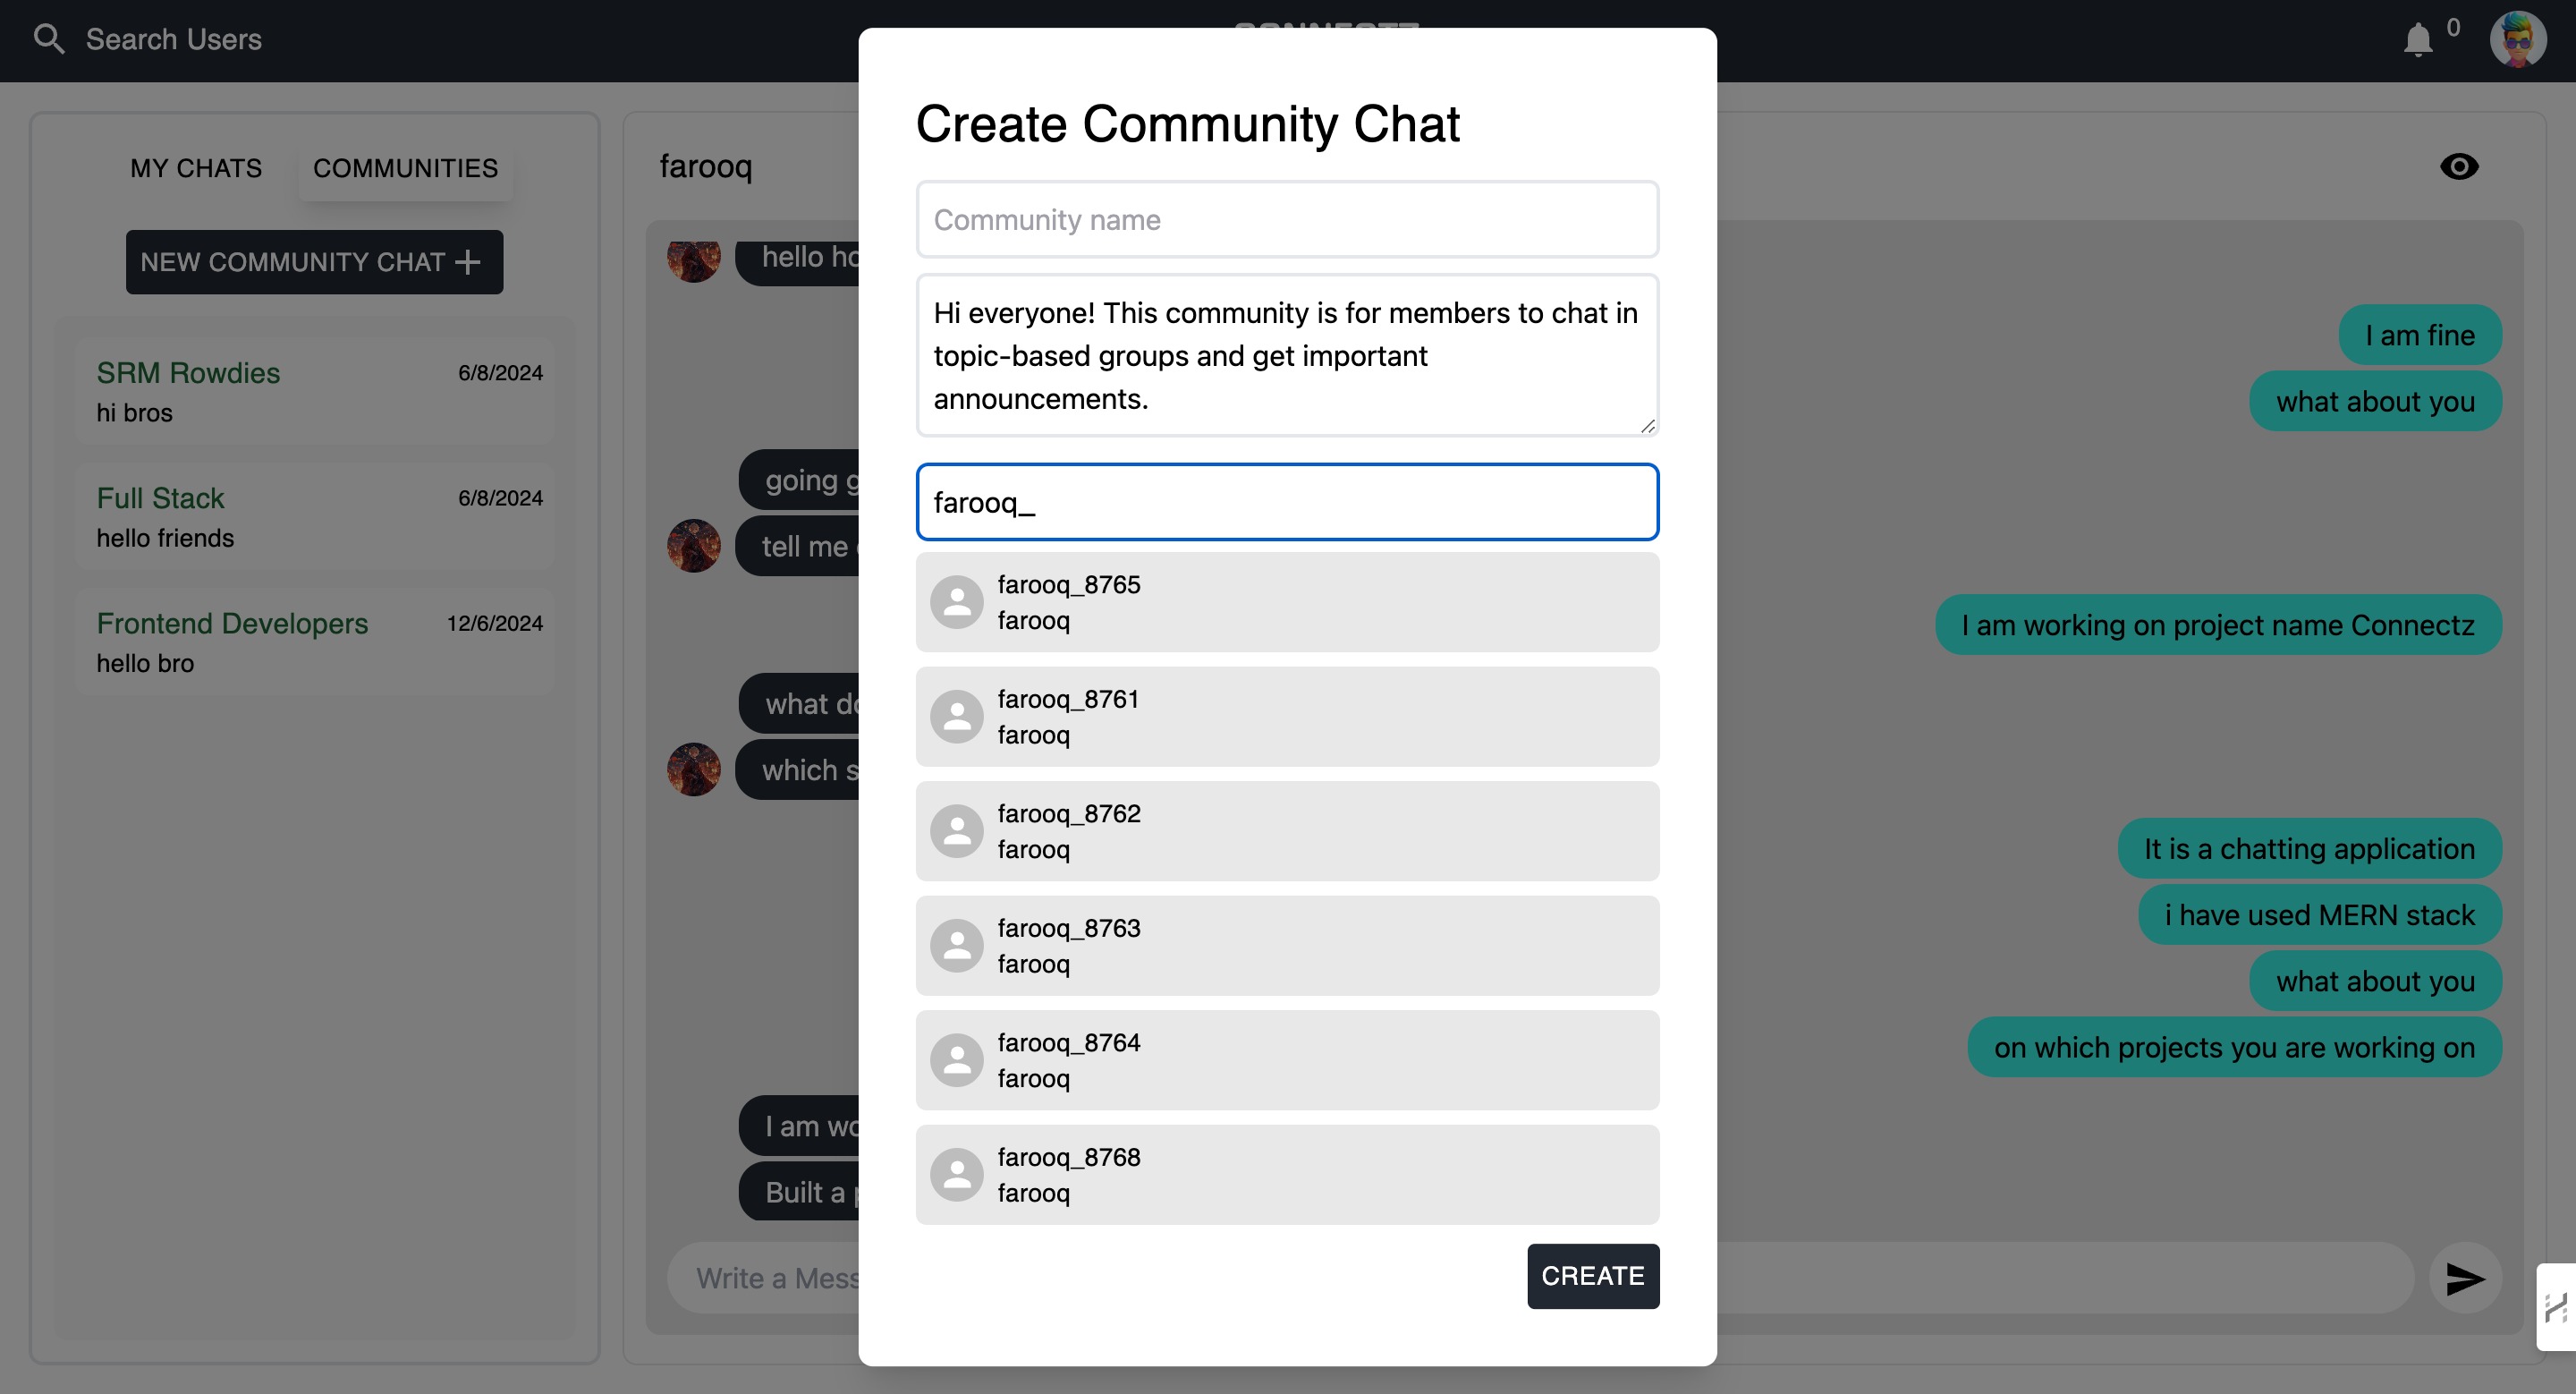 Search Users
0
MY CHATS
COMMUNITIES
NEW COMMUNITY CHAT
SRM Rowdies
6/8/2024
hi bros
Full Stack
6/8/2024
hello friends
Frontend Developers
12/6/2024
hello bro
farooq
hello
going
tell me
what
which
I am
Built a
I am fine
what about you
I am working on project name Connectz
It is a chatting application
i have used MERN stack
what about you
on which projects you are working on
Write a
Create Community Chat
Community name
Hi everyone! This community is for members to chat in
topic-based groups and get important
announcements.
farooq_
farooq_8765
farooq
farooq_8761
farooq
farooq_8762
farooq
farooq_8763
farooq
farooq_8764
farooq
farooq_8768
farooq
CREATE